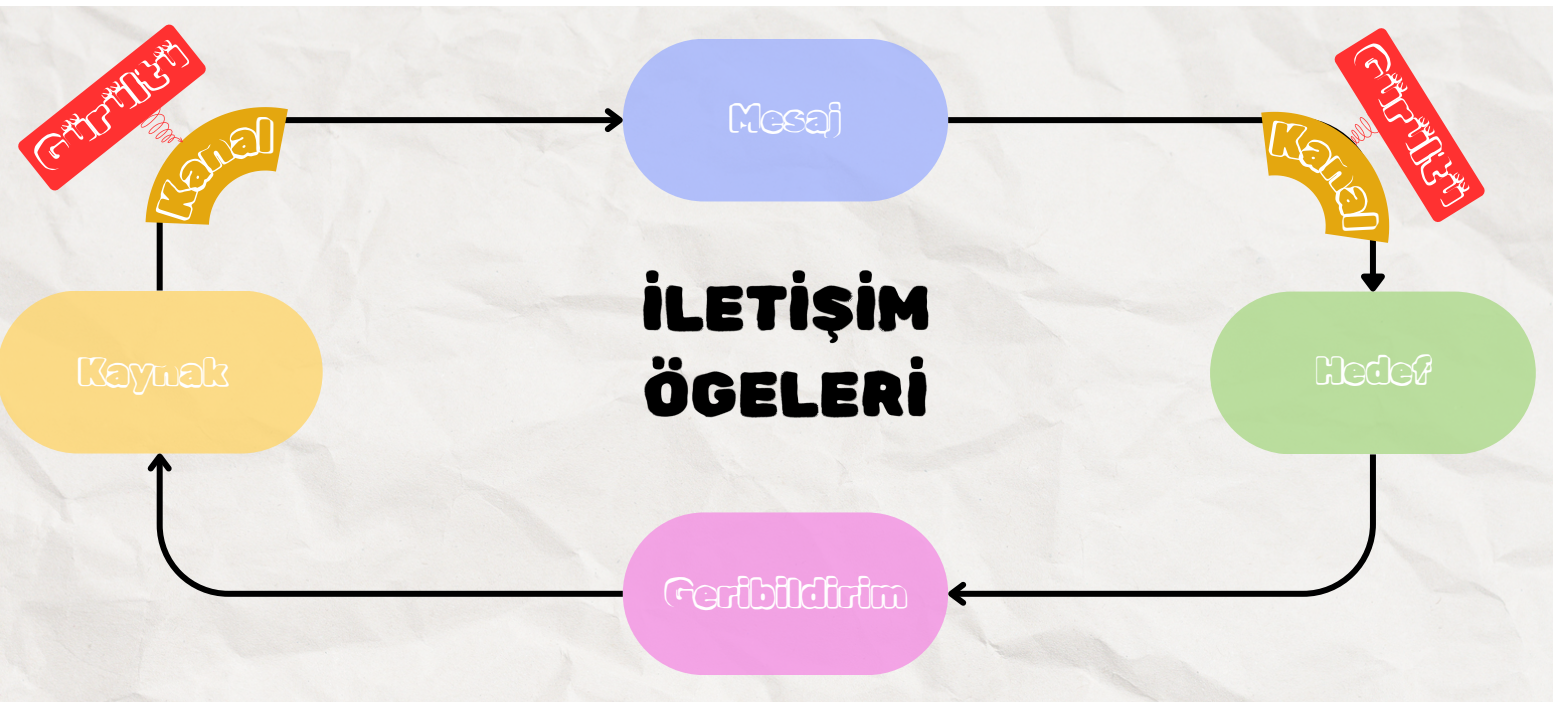 Gürültü
Gürültü
Kanal
Mesaj
Kanal
İLETİŞİM
ÖGELERİ
Kaynak
Hedef
Geribildirim